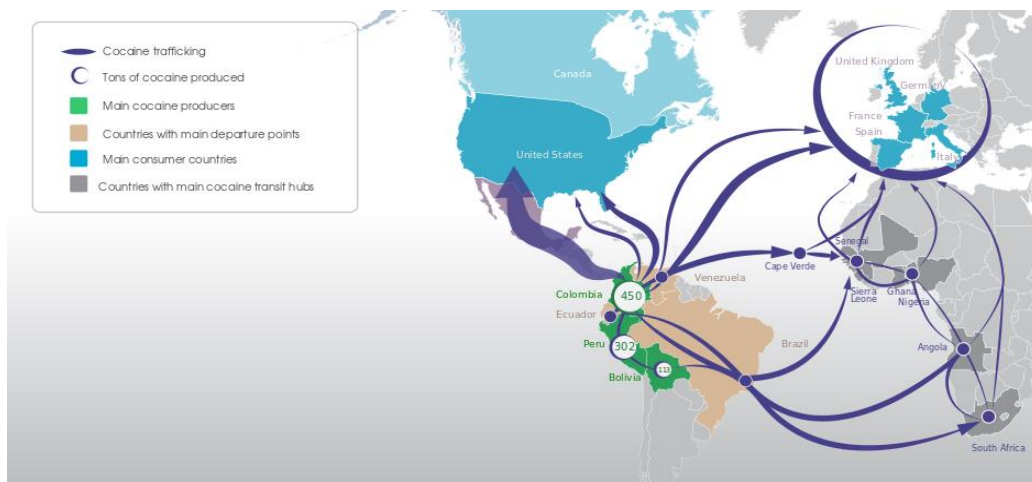 Cocaine trafficking
Tons of cocaine produced
Main cocaine producers
Countries with main departure points
Main consumer countries
Countries with main cocaine transit hubs
Canada
United States
United Kingdom
Germany
France
Spain
Italy
Colombia
450
Venezuela
Ecuador
Peru
302
Bolivia
113
Brazil
Cape Verde
Senegal
Sierra
Leone
Ghana
Nigeria
Angola
South Africa